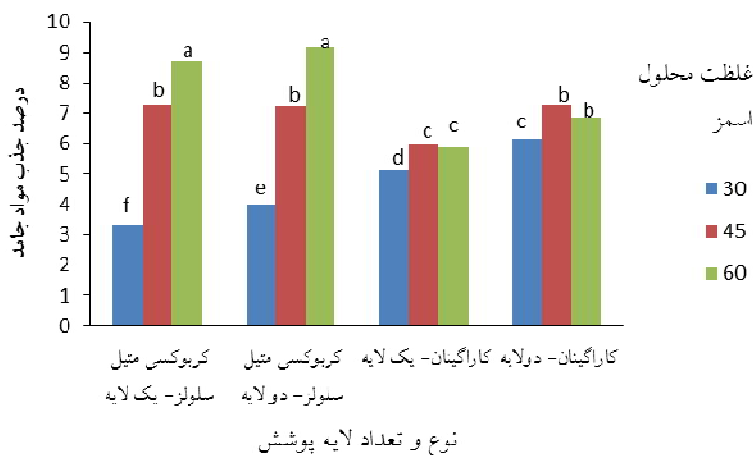 درصد جذب مواد جامد
10
9
8
7
6
5
4
3
2
1
0
f
b
a
e
b
a
d
c
c
c
b
b
کربوکسی متیل
سلولز- یک لایه
کربوکسی متیل
سلولز- دولایه
کاراگینان- یک لایه
کاراگینان- دولایه
نوع و تعداد لایه پوشش
غلظت محلول
اسمز
30
45
60